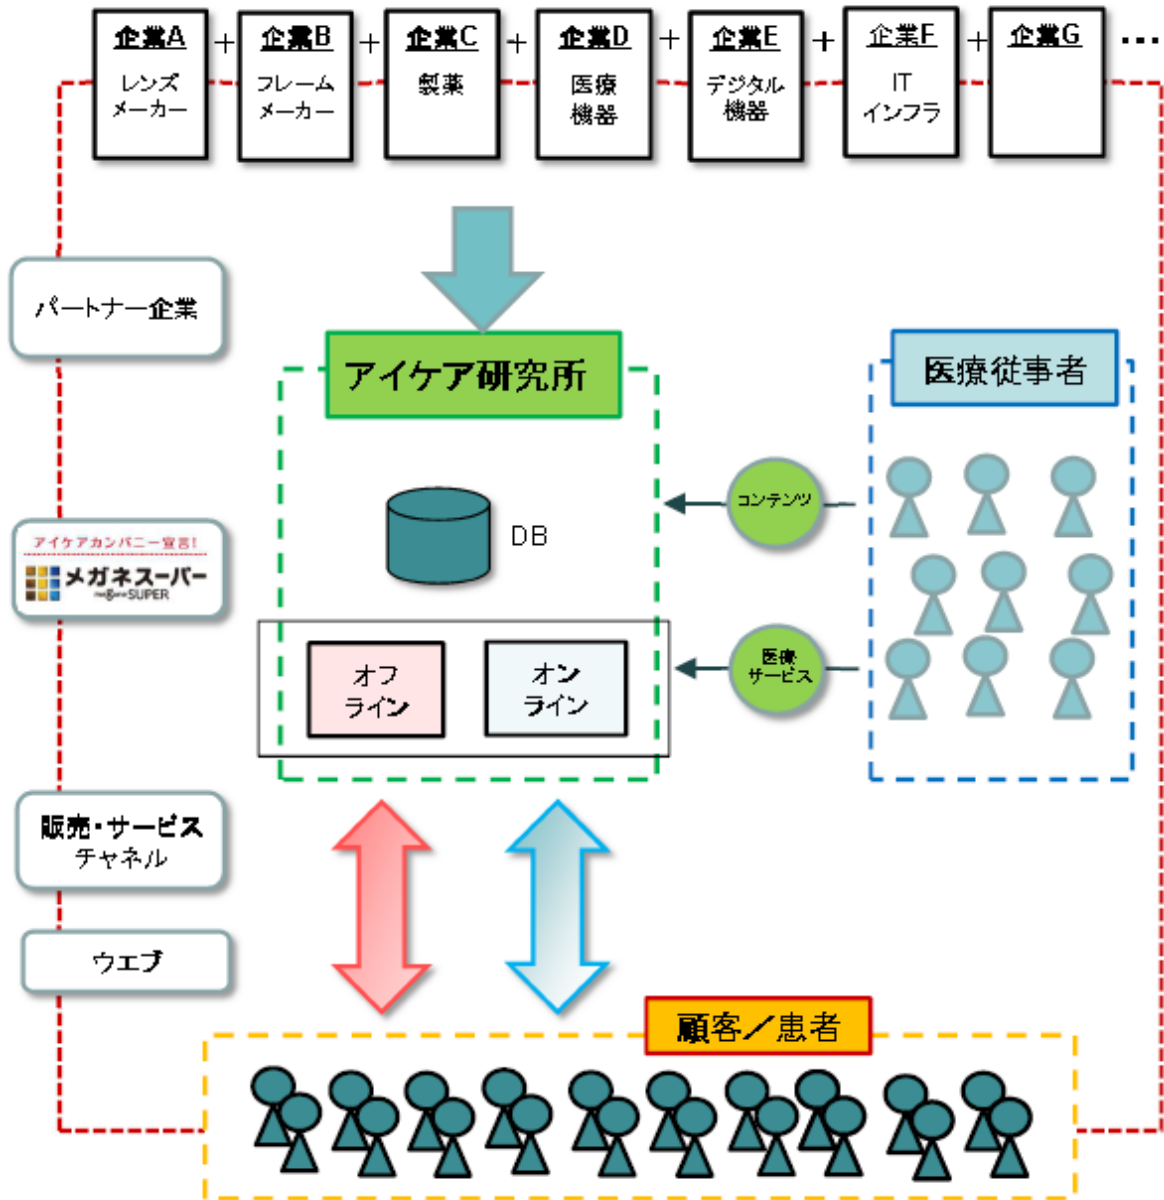 企業A + 企業B + 企業C + 企業D + 企業E + 企業F + 企業G …
レンズ
メーカー
フレーム
メーカー
製薬
医療
機器
デジタル
機器
IT
インフラ
パートナー企業
アイケア研究所
医療従事者
コンテンツ
DB
アイケアカンパニー宣言!
メガネスーパー
meganeSUPER
医療
サービス
オフ
ライン
オン
ライン
販売・サービス
チャネル
ウエブ
顧客／患者